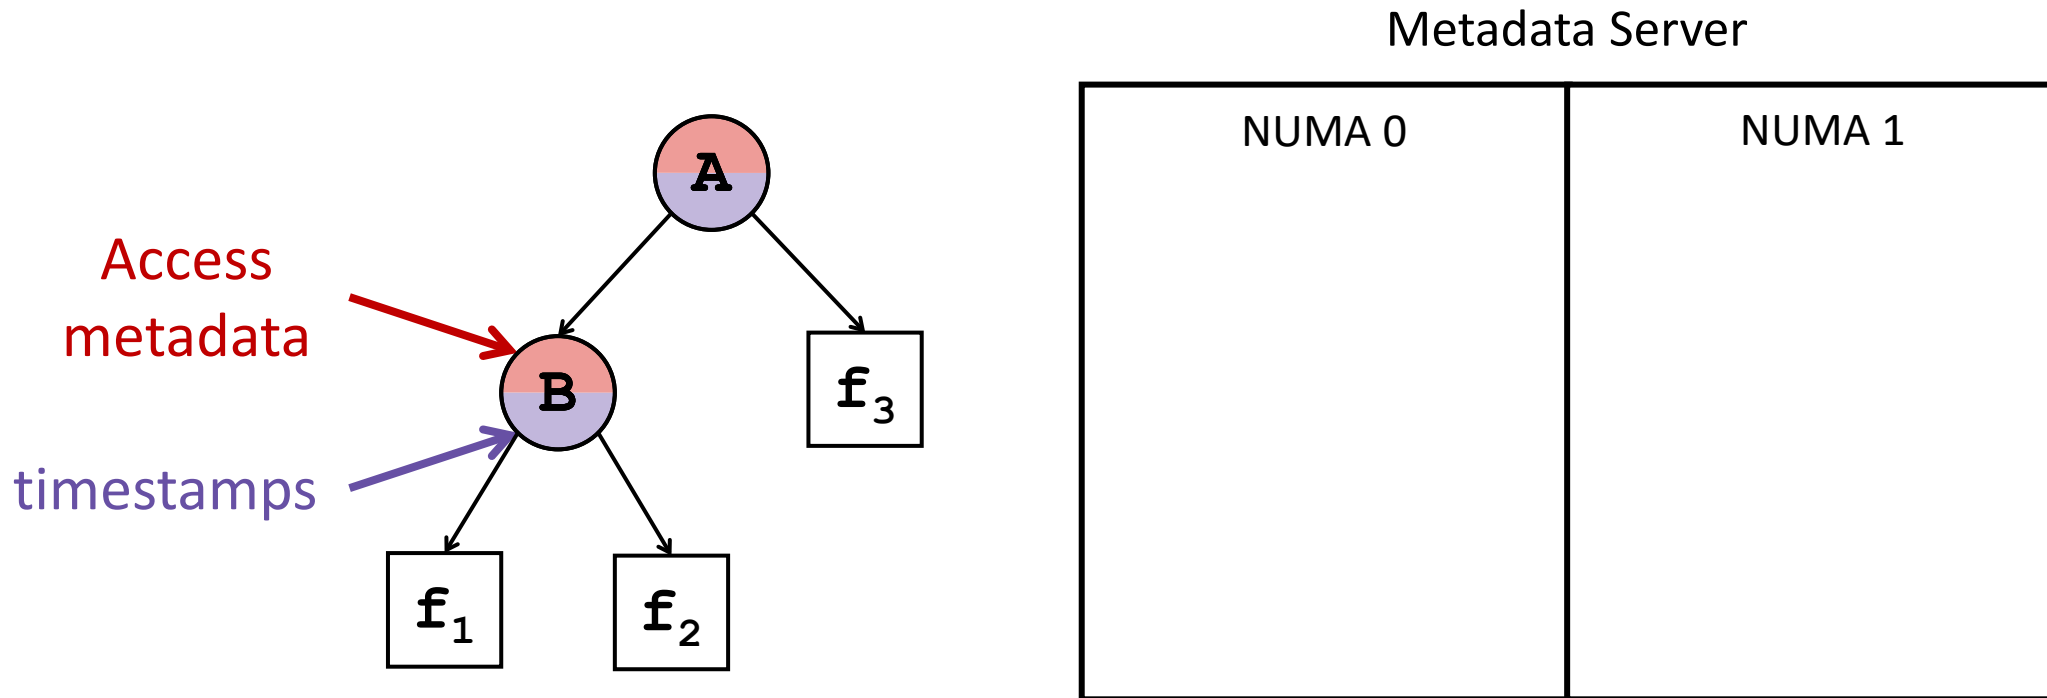 Metadata Server
NUMA 0
NUMA 1
A
Access
metadata
B
f₃
timestamps
f₁
f₂